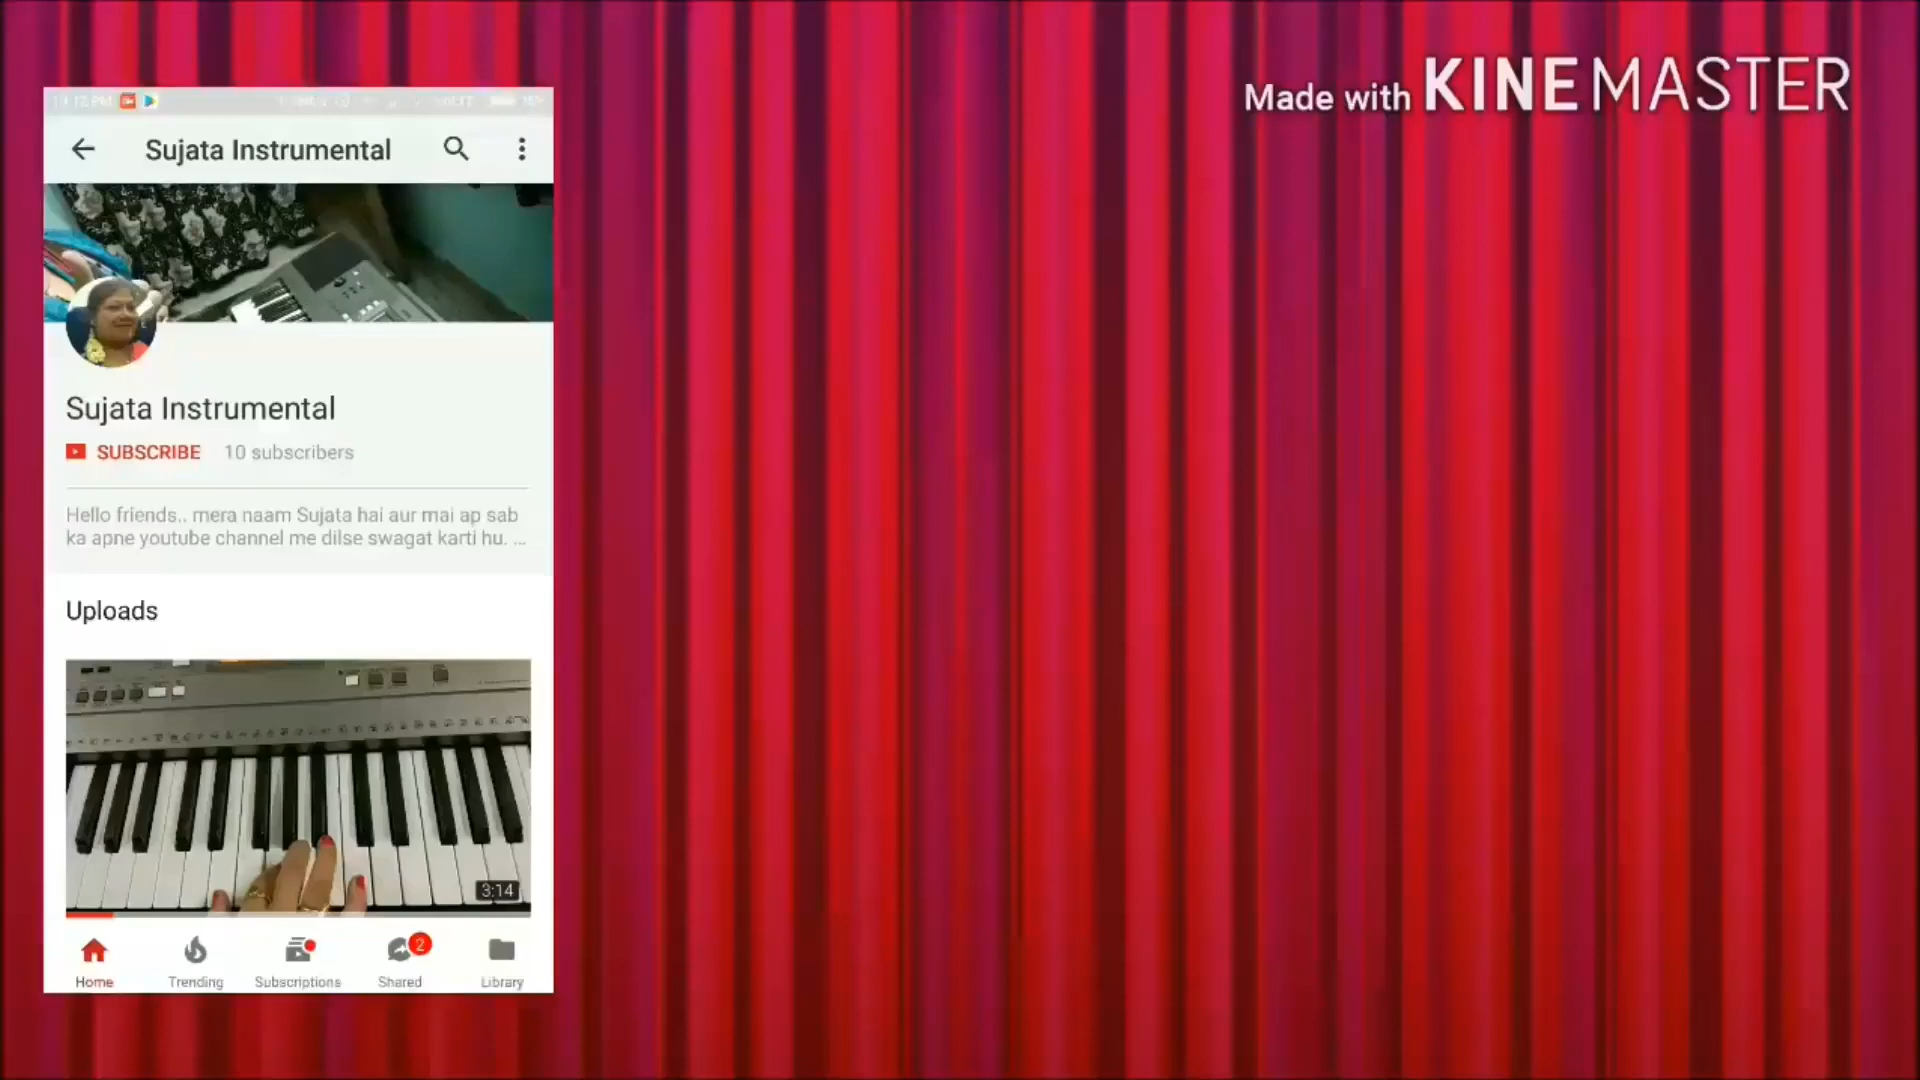 Made with KINEMASTER
Sujata Instrumental
Sujata Instrumental
SUBSCRIBE 10 subscribers
Hello friends.. mera naam Sujata hai aur mai ap sab
ka apne youtube channel me dilse swagat karti hu. ...
Uploads
3:14
2
Home Trending Subscriptions Shared Library